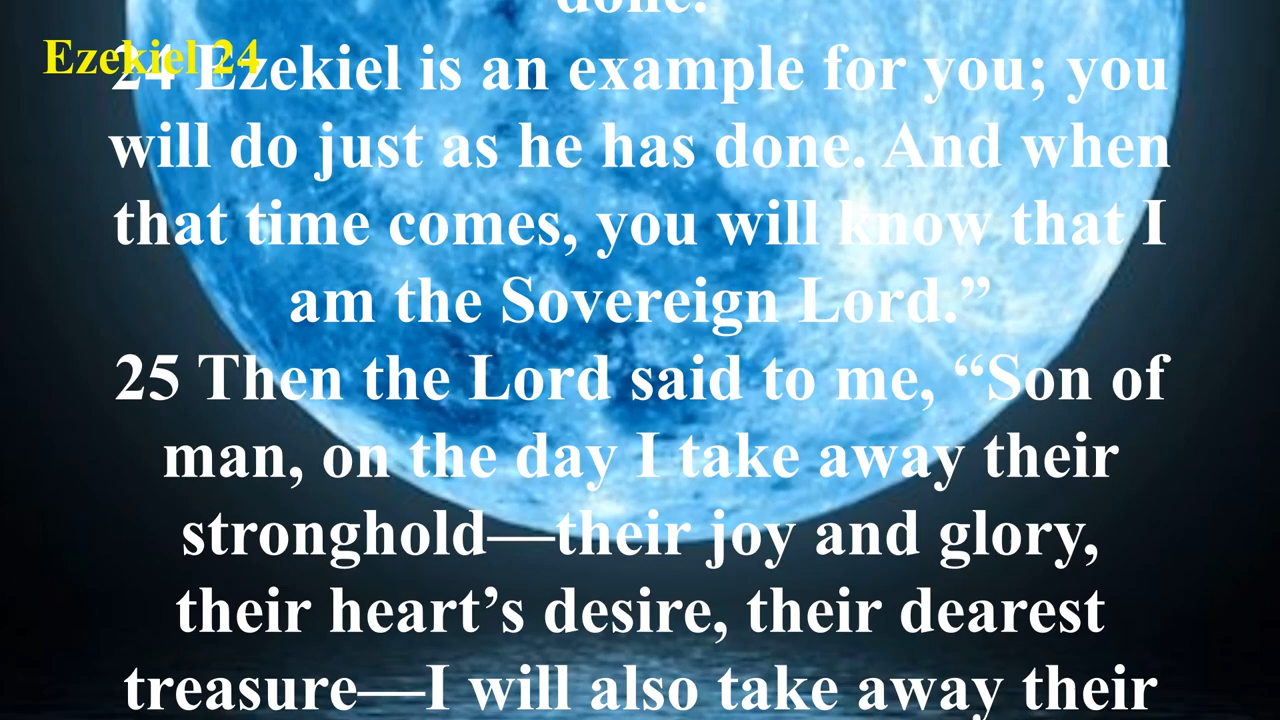 done.
Ezekiel 24
24 Ezekiel is an example for you; you
will do just as he has done. And when
that time comes, you will know that I
am the Sovereign Lord.”
25 Then the Lord said to me, “Son of
man, on the day I take away their
stronghold—their joy and glory,
their heart’s desire, their dearest
treasure—I will also take away their